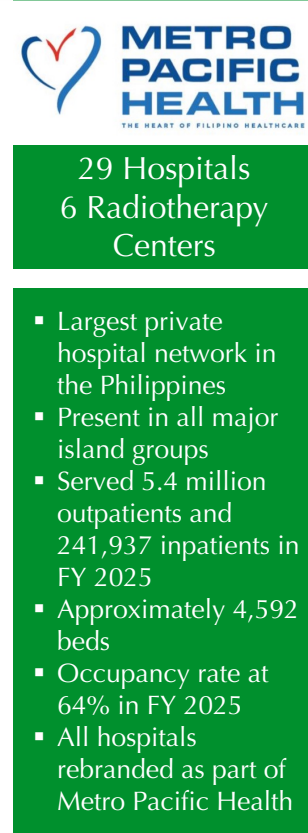 METRO
PACIFIC
HEALTH
THE HEART OF FILIPINO HEALTHCARE
29 Hospitals
6 Radiotherapy
Centers
▪ Largest private
hospital network in
the Philippines
▪ Present in all major
island groups
▪ Served 5.4 million
outpatients and
241,937 inpatients in
FY 2025
▪ Approximately 4,592
beds
▪ Occupancy rate at
64% in FY 2025
▪ All hospitals
rebranded as part of
Metro Pacific Health